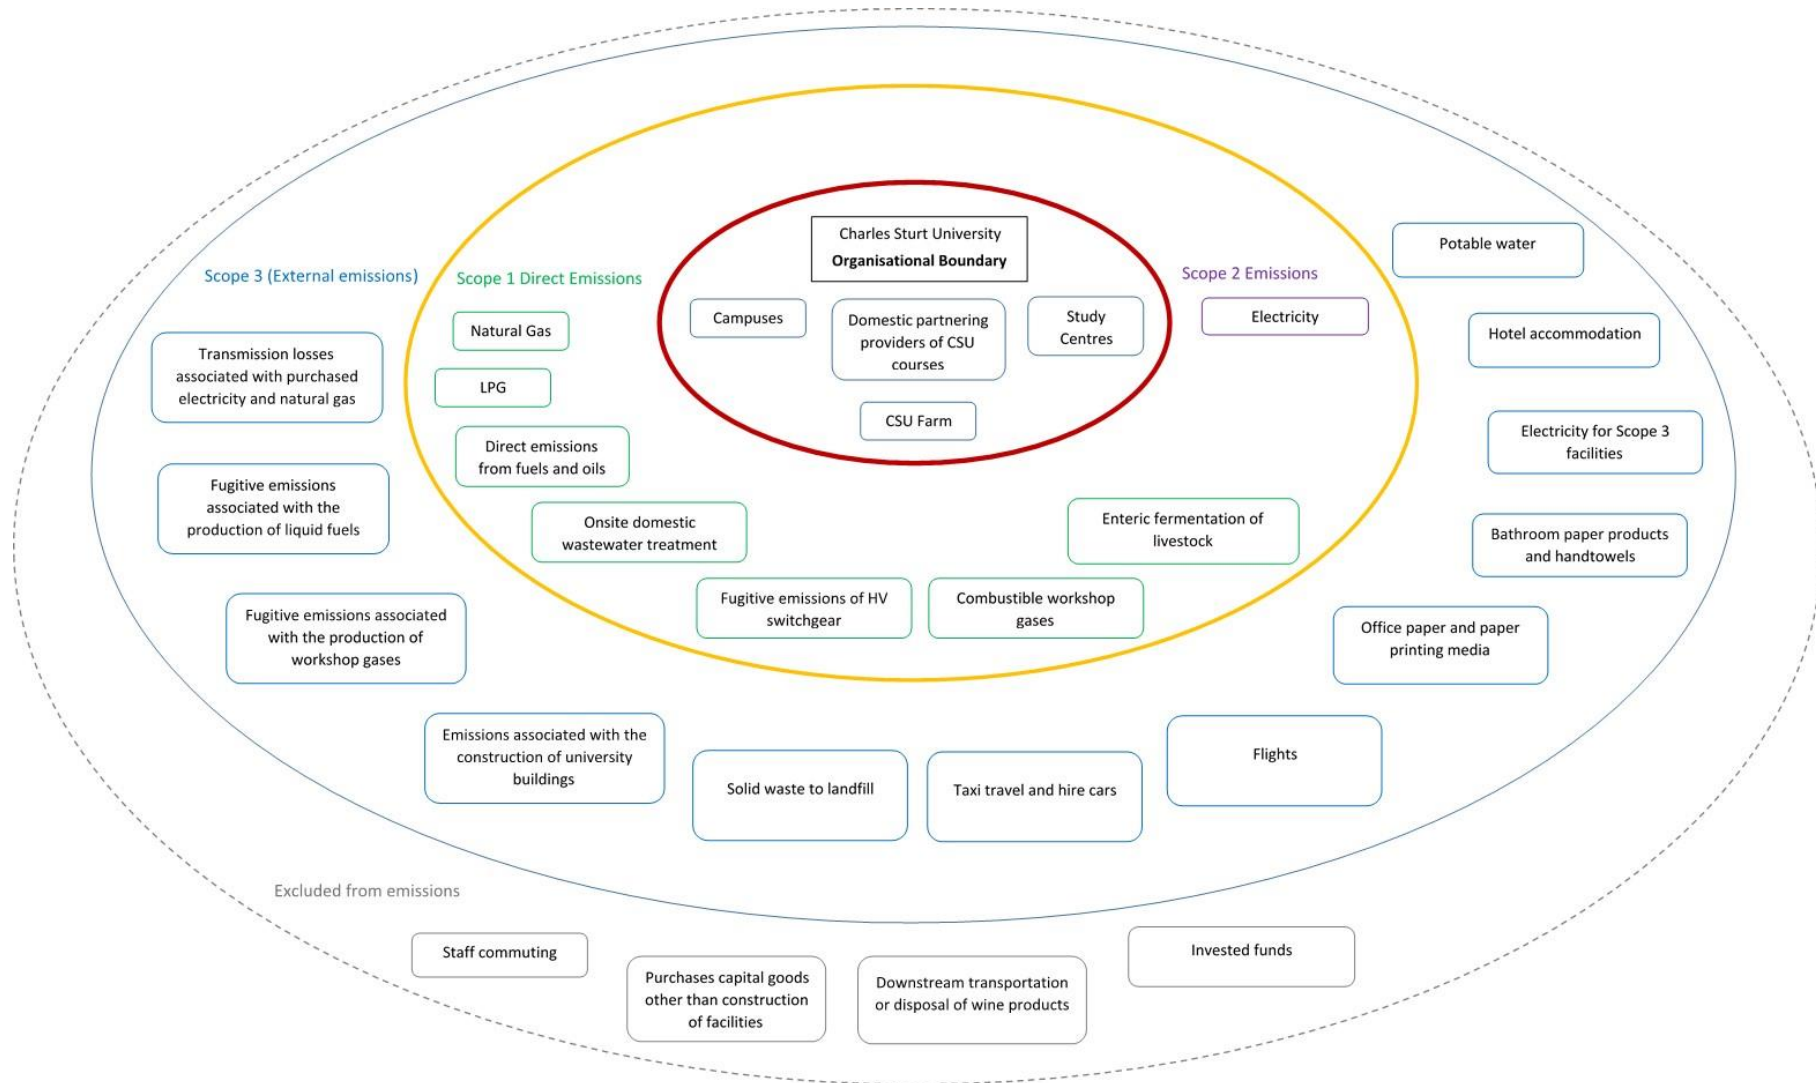 Charles Sturt University
Organisational Boundary
Campuses
Domestic partnering
providers of CSU
courses
Study
Centres
CSU Farm
Scope 1 Direct Emissions
Natural Gas
LPG
Direct emissions
from fuels and oils
Onsite domestic
wastewater treatment
Fugitive emissions of HV
switchgear
Combustible workshop
gases
Enteric fermentation of
livestock
Scope 2 Emissions
Electricity
Scope 3 (External emissions)
Transmission losses
associated with purchased
electricity and natural gas
Fugitive emissions
associated with the
production of liquid fuels
Fugitive emissions associated
with the production of
workshop gases
Emissions associated with the
construction of university
buildings
Solid waste to landfill
Taxi travel and hire cars
Flights
Office paper and paper
printing media
Bathroom paper products
and handtowels
Electricity for Scope 3
facilities
Hotel accommodation
Potable water
Excluded from emissions
Staff commuting
Purchases capital goods
other than construction
of facilities
Downstream transportation
or disposal of wine products
Invested funds